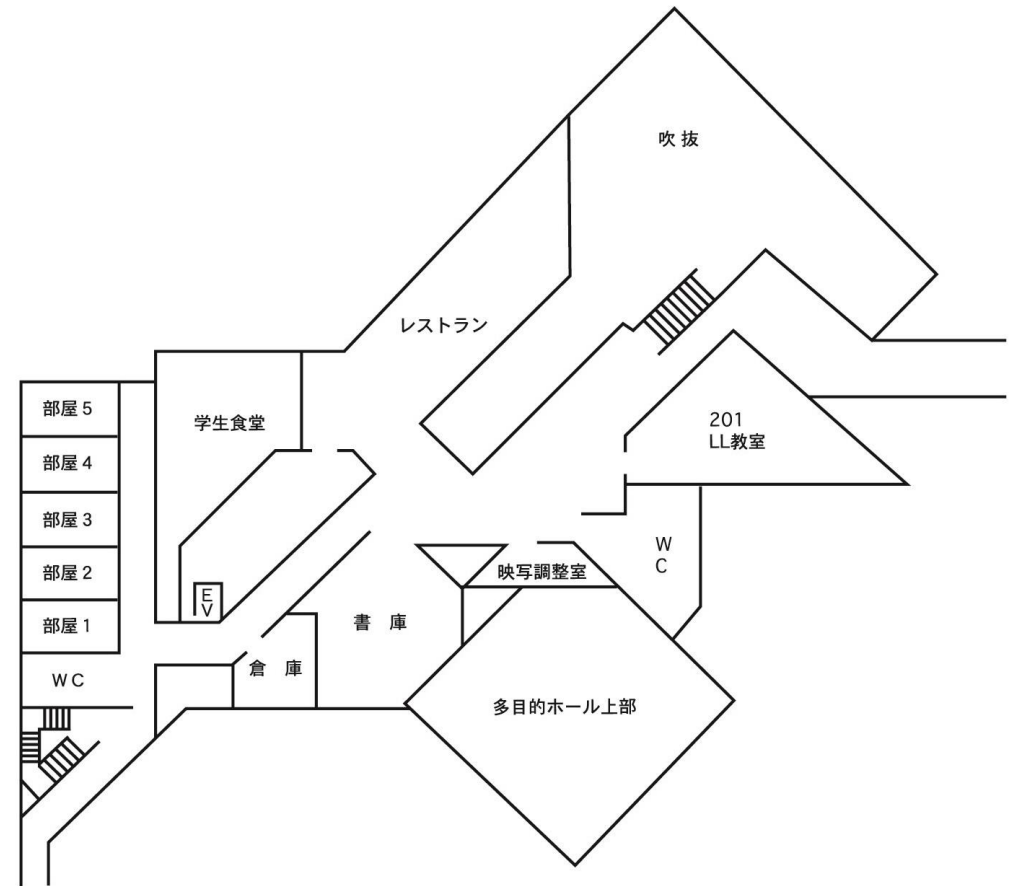 吹 抜
レストラン
部屋 5
学生食堂
201
LL教室
部屋 4
部屋 3
W
C
部屋 2
映写調整室
E
V
部屋 1
書 庫
倉 庫
W C
多目的ホール上部